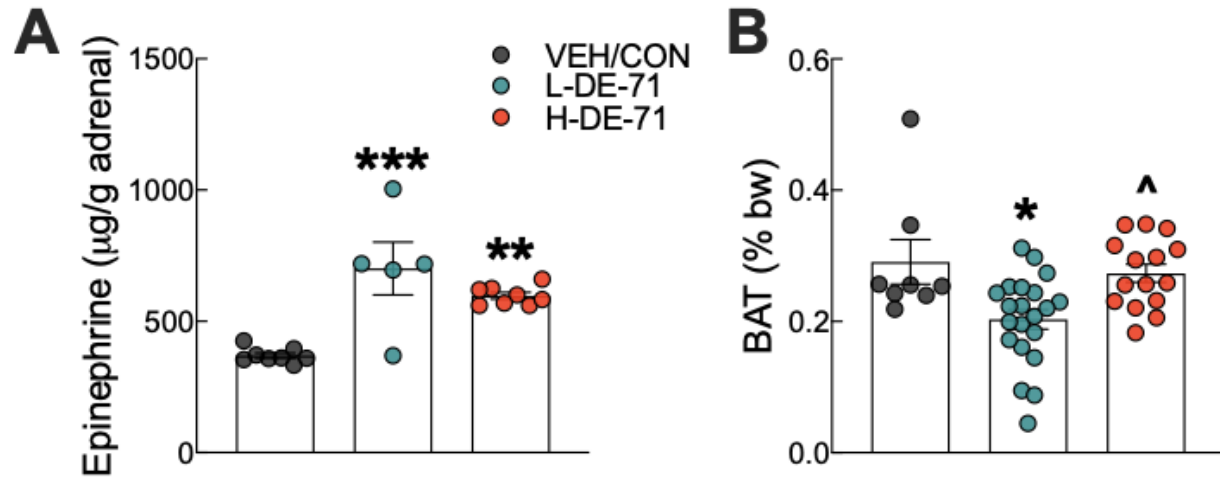 A
Epinephrine (μg/g adrenal)
1500
1000
500
0
VEH/CON
L-DE-71
H-DE-71
***
**
B
BAT (% bw)
0.6
0.4
0.2
0.0
*
^